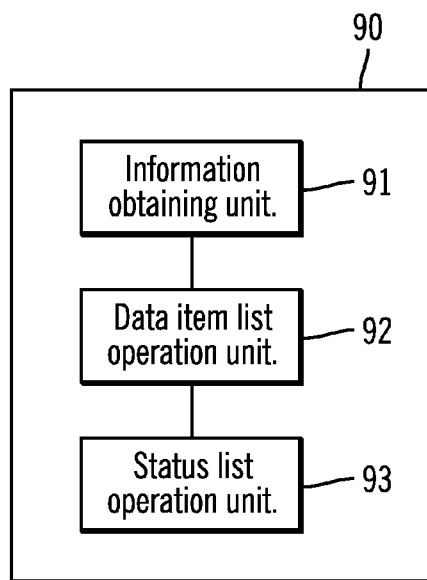 90
Information
obtaining unit.
91
Data item list
operation unit.
92
Status list
operation unit.
93